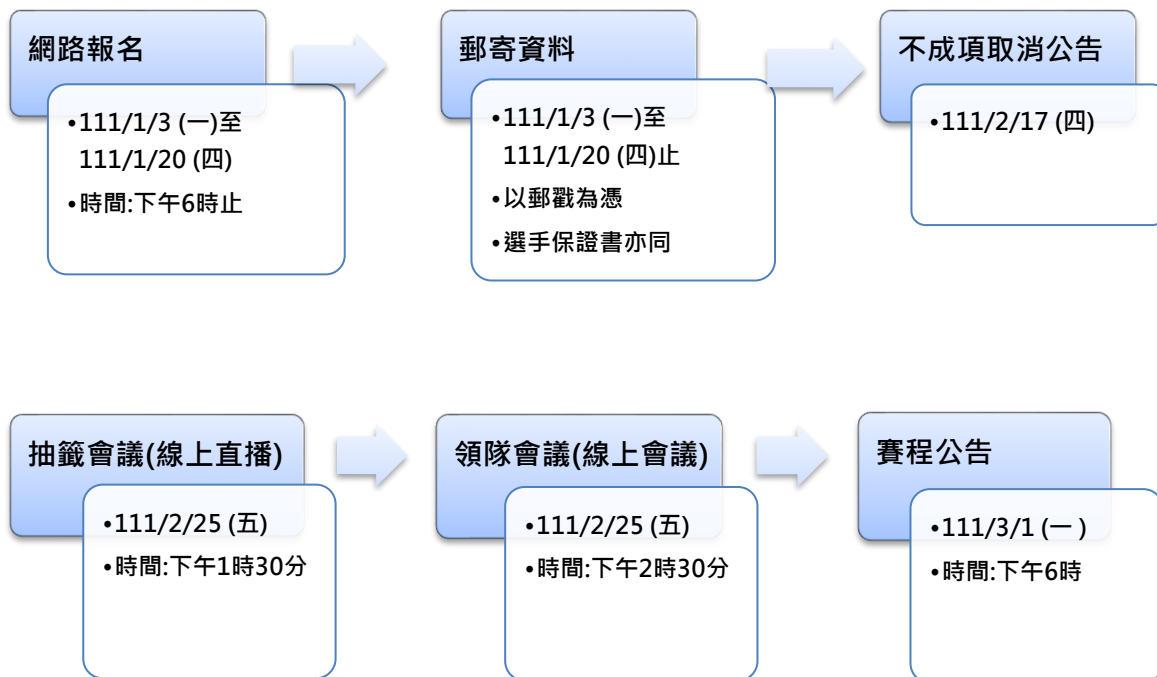 網路報名
•111/1/3 (一)至
111/1/20 (四)
•時間:下午6時止
郵寄資料
•111/1/3 (一)至
111/1/20 (四)止
•以郵戳為憑
•選手保證書亦同
不成項取消公告
•111/2/17 (四)
抽籤會議(線上直播)
•111/2/25 (五)
•時間:下午1時30分
領隊會議(線上會議)
•111/2/25 (五)
•時間:下午2時30分
賽程公告
•111/3/1 (一 )
•時間:下午6時